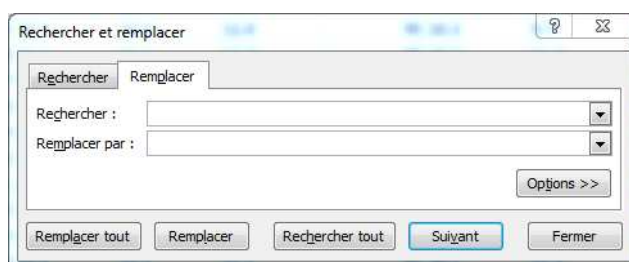 Rechercher et remplacer
Rechercher Remplacer
Rechercher :
Remplacer par :
Options >>
Remplacer tout Remplacer Rechercher tout Suivant Fermer